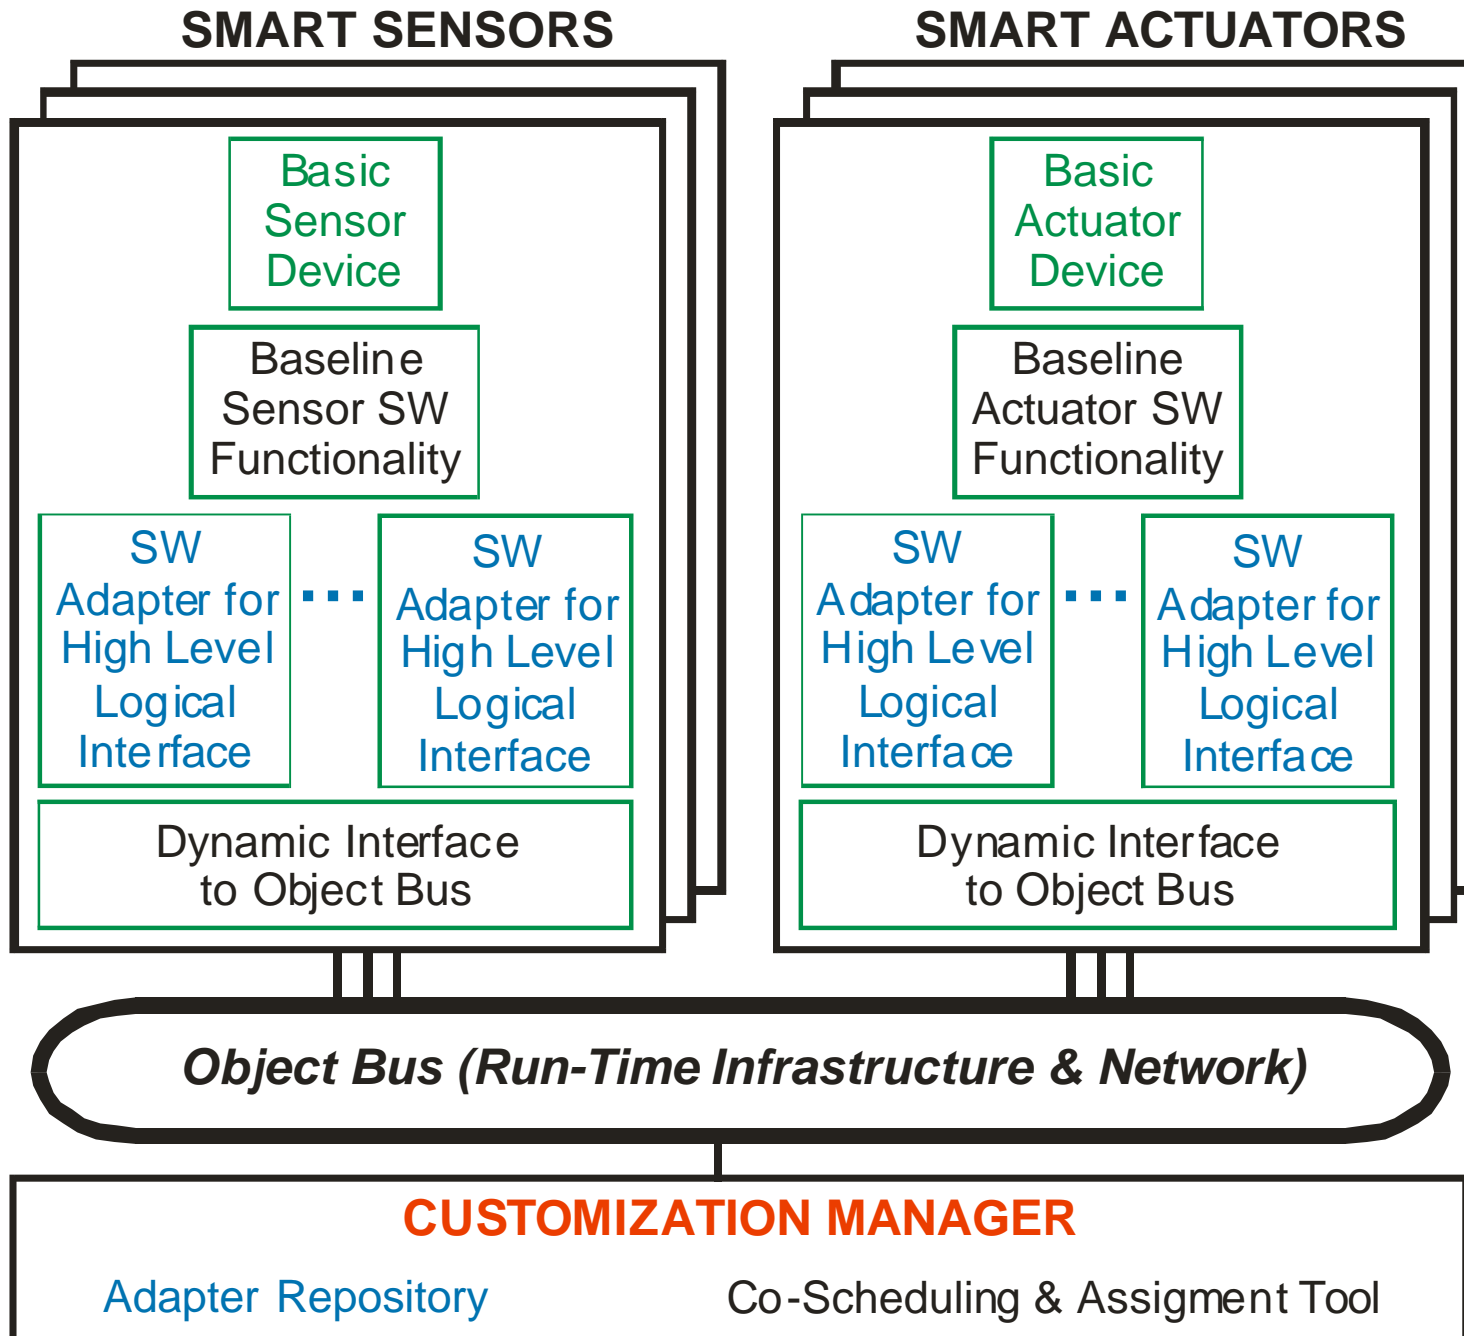 SMART SENSORS
SMART ACTUATORS
Basic
Sensor
Device
Baseline
Sensor SW
Functionality
SW
Adapter for
High Level
Logical
Interface
SW
Adapter for
High Level
Logical
Interface
Dynamic Interface
to Object Bus
Basic
Actuator
Device
Baseline
Actuator SW
Functionality
SW
Adapter for
High Level
Logical
Interface
SW
Adapter for
High Level
Logical
Interface
Dynamic Interface
to Object Bus
Object Bus (Run-Time Infrastructure & Network)
CUSTOMIZATION MANAGER
Adapter Repository
Co-Scheduling & Assigment Tool